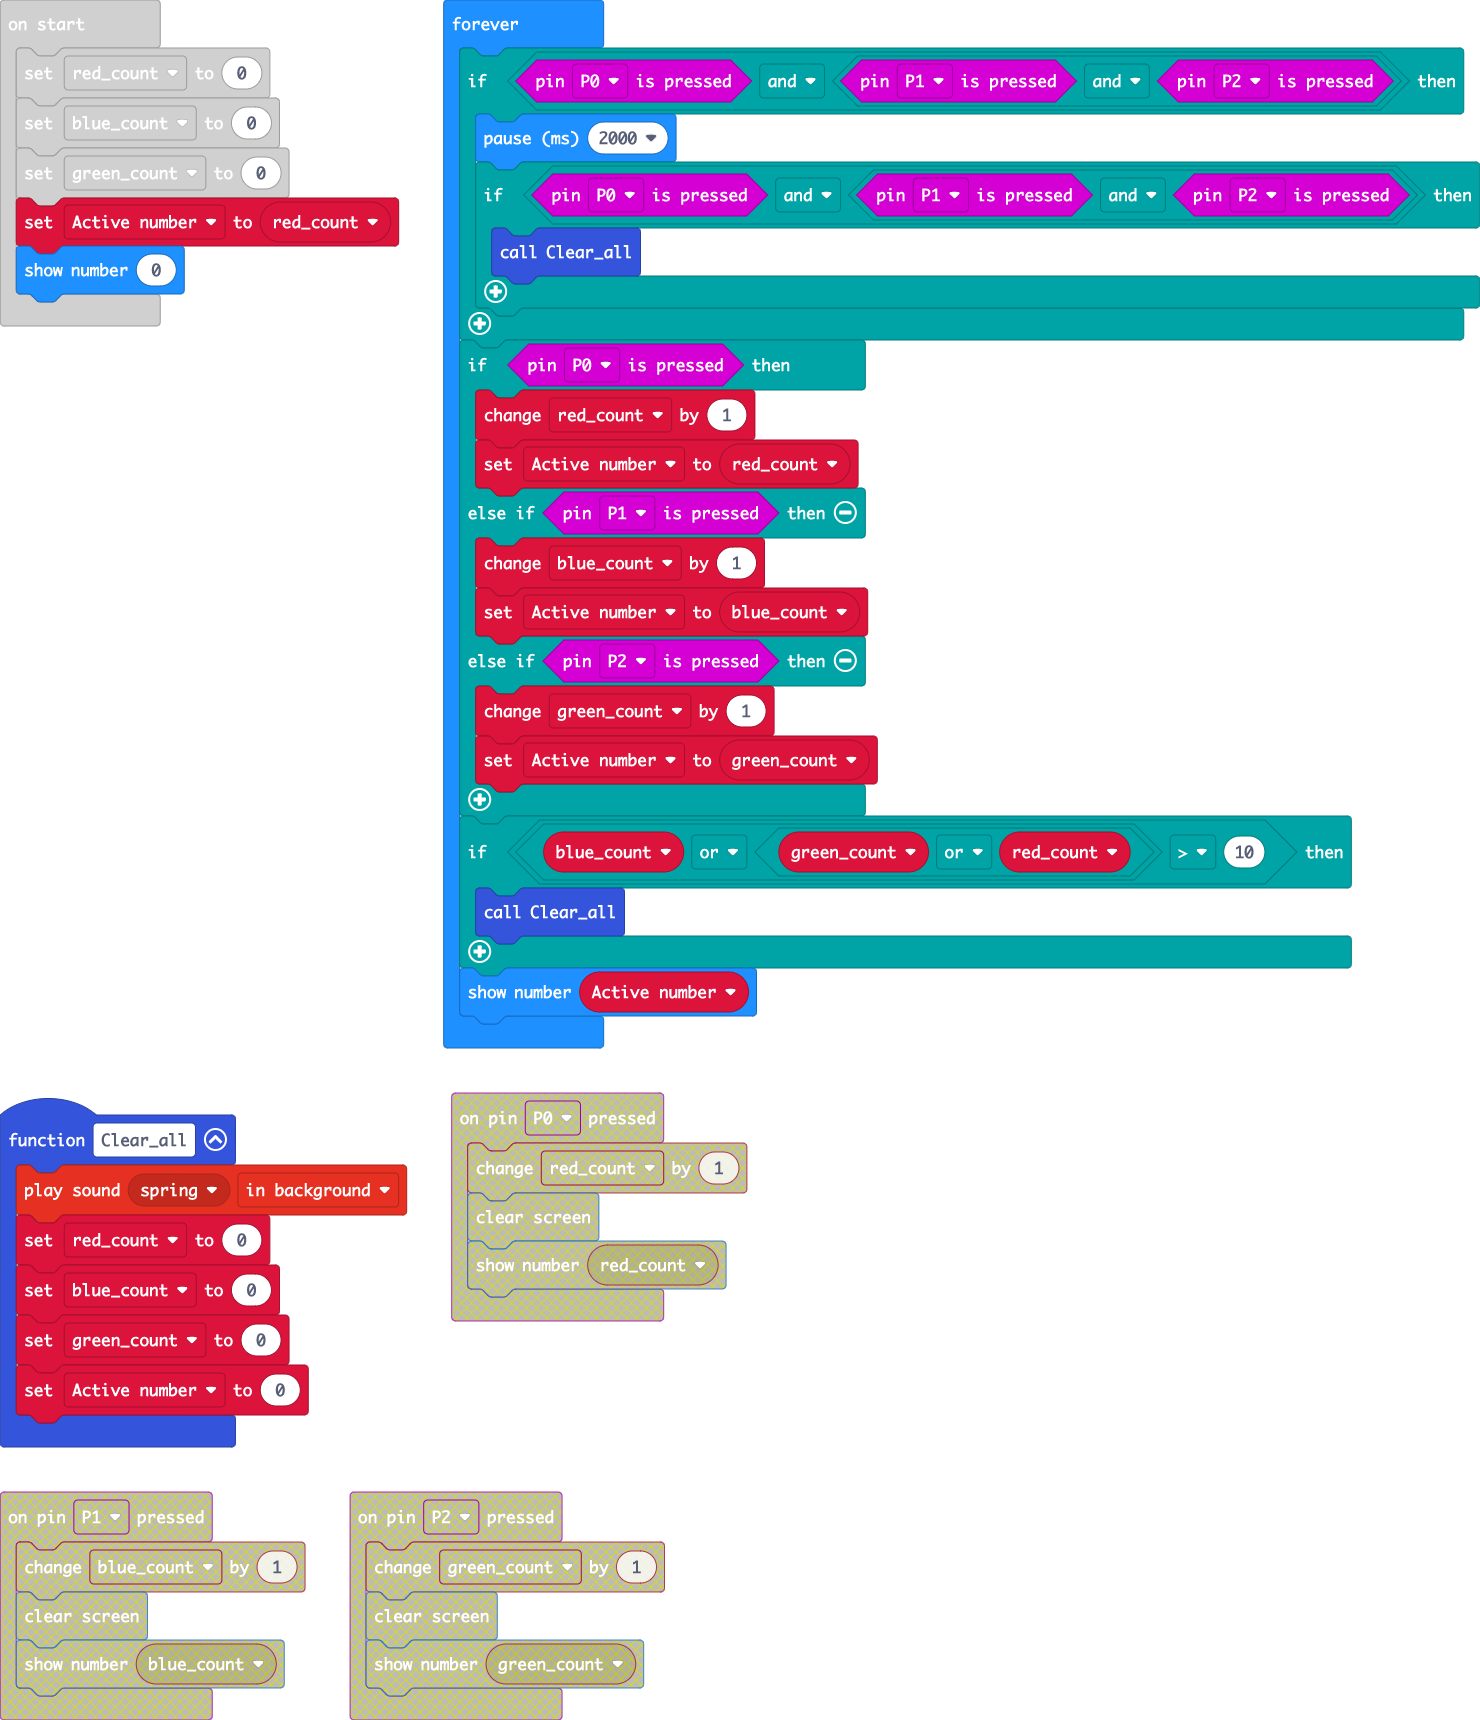 on start
set red_count to 0
set blue_count to 0
set green_count to 0
set Active number to red_count
show number 0
forever
if pin P0 is pressed and pin P1 is pressed and pin P2 is pressed then
pause (ms) 2000
if pin P0 is pressed and pin P1 is pressed and pin P2 is pressed then
call Clear_all
if pin P0 is pressed then
change red_count by 1
set Active number to red_count
else if pin P1 is pressed then
change blue_count by 1
set Active number to blue_count
else if pin P2 is pressed then
change green_count by 1
set Active number to green_count
if blue_count or green_count or red_count > 10 then
call Clear_all
show number Active number
function Clear_all
play sound spring in background
set red_count to 0
set blue_count to 0
set green_count to 0
set Active number to 0
on pin P0 pressed
change red_count by 1
clear screen
show number red_count
on pin P1 pressed
change blue_count by 1
clear screen
show number blue_count
on pin P2 pressed
change green_count by 1
clear screen
show number green_count